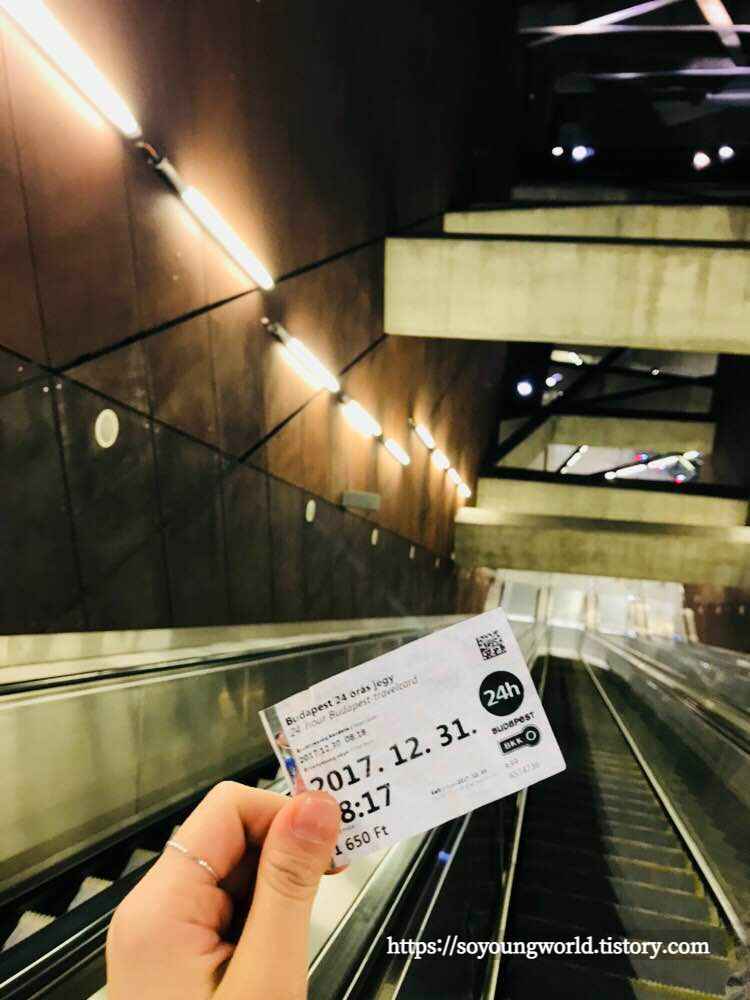 Budapest 24 órás jegy
24 hour Budapest-travelcard
2017.12.30. 08:18
24h
2017. 12. 31.
8:17
1 650 Ft
BUDAPEST
BKK
https://soyoungworld.tistory.com